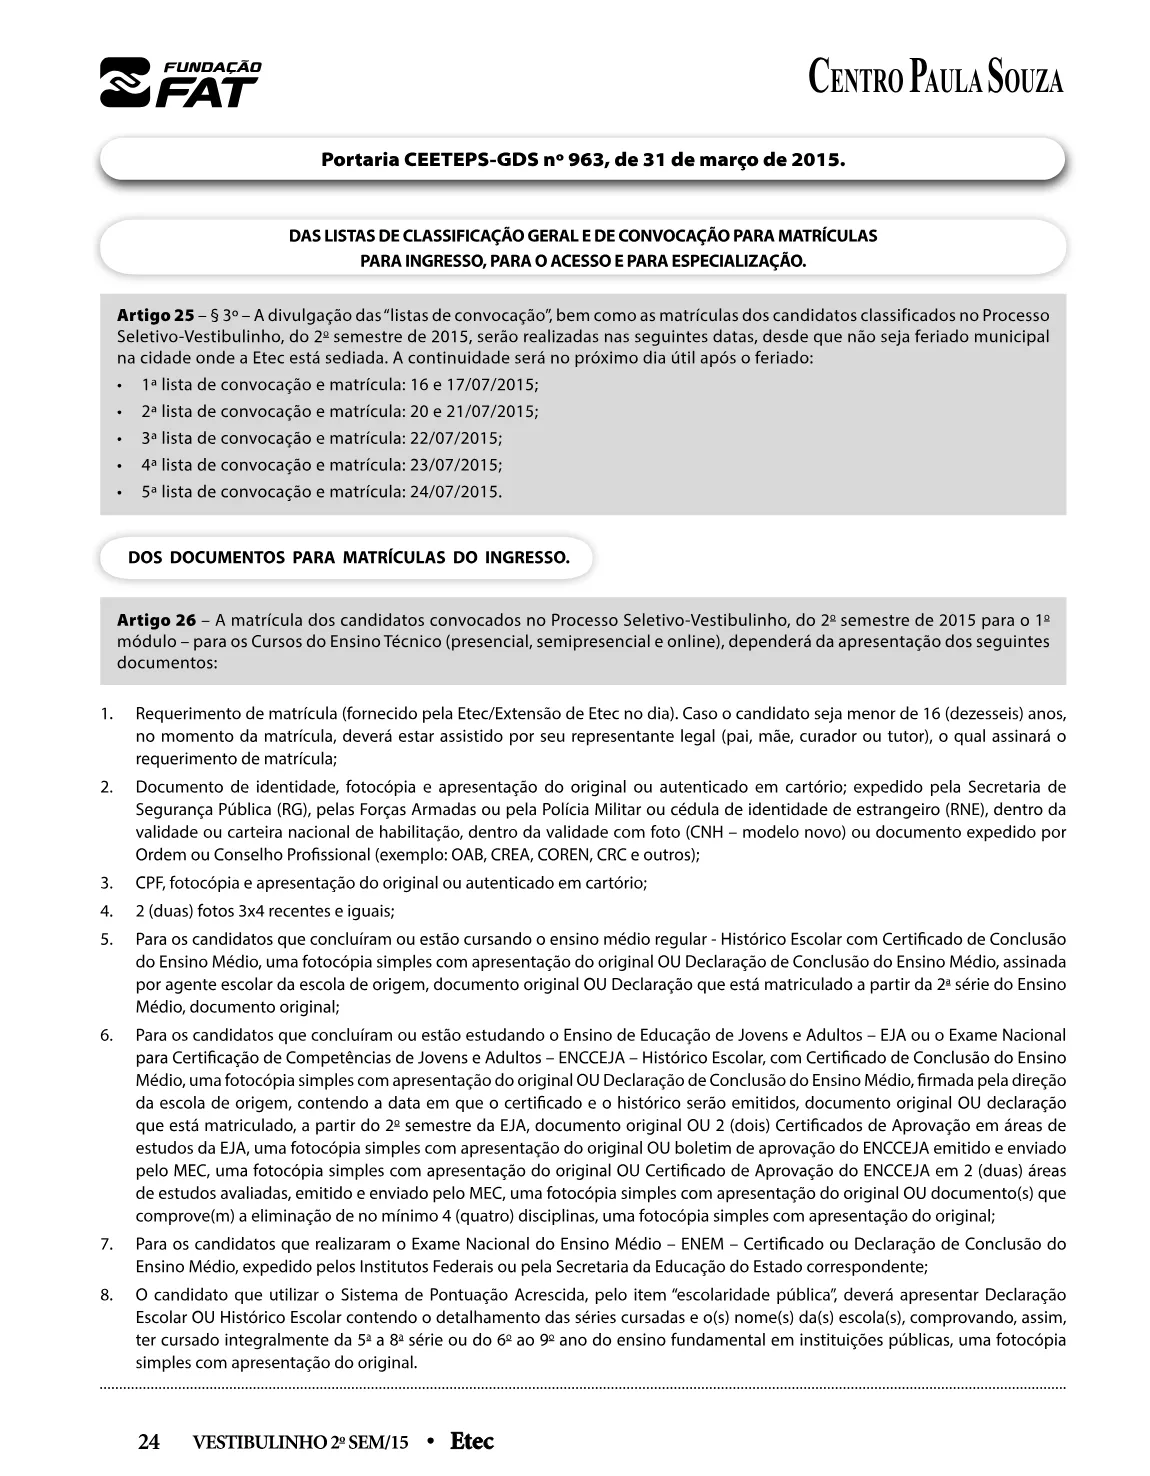 FUNDAÇÃO
FAT
CENTRO PAULA SOUZA
Portaria CEETEPS-GDS nº 963, de 31 de março de 2015.
DAS LISTAS DE CLASSIFICAÇÃO GERAL E DE CONVOCAÇÃO PARA MATRÍCULAS
PARA INGRESSO, PARA O ACESSO E PARA ESPECIALIZAÇÃO.
Artigo 25 – § 3º – A divulgação das “listas de convocação”, bem como as matrículas dos candidatos classificados no Processo
Seletivo-Vestibulinho, do 2º semestre de 2015, serão realizadas nas seguintes datas, desde que não seja feriado municipal
na cidade onde a Etec está sediada. A continuidade será no próximo dia útil após o feriado:
• 1ª lista de convocação e matrícula: 16 e 17/07/2015;
• 2ª lista de convocação e matrícula: 20 e 21/07/2015;
• 3ª lista de convocação e matrícula: 22/07/2015;
• 4ª lista de convocação e matrícula: 23/07/2015;
• 5ª lista de convocação e matrícula: 24/07/2015.
DOS DOCUMENTOS PARA MATRÍCULAS DO INGRESSO.
Artigo 26 – A matrícula dos candidatos convocados no Processo Seletivo-Vestibulinho, do 2º semestre de 2015 para o 1º
módulo – para os Cursos do Ensino Técnico (presencial, semipresencial e online), dependerá da apresentação dos seguintes
documentos:
1. Requerimento de matrícula (fornecido pela Etec/Extensão de Etec no dia). Caso o candidato seja menor de 16 (dezesseis) anos,
no momento da matrícula, deverá estar assistido por seu representante legal (pai, mãe, curador ou tutor), o qual assinará o
requerimento de matrícula;
2. Documento de identidade, fotocópia e apresentação do original ou autenticado em cartório; expedido pela Secretaria de
Segurança Pública (RG), pelas Forças Armadas ou pela Polícia Militar ou cédula de identidade de estrangeiro (RNE), dentro da
validade ou carteira nacional de habilitação, dentro da validade com foto (CNH – modelo novo) ou documento expedido por
Ordem ou Conselho Profissional (exemplo: OAB, CREA, COREN, CRC e outros);
3. CPF, fotocópia e apresentação do original ou autenticado em cartório;
4. 2 (duas) fotos 3x4 recentes e iguais;
5. Para os candidatos que concluíram ou estão cursando o ensino médio regular - Histórico Escolar com Certificado de Conclusão
do Ensino Médio, uma fotocópia simples com apresentação do original OU Declaração de Conclusão do Ensino Médio, assinada
por agente escolar da escola de origem, documento original OU Declaração que está matriculado a partir da 2ª série do Ensino
Médio, documento original;
6. Para os candidatos que concluíram ou estão estudando o Ensino de Educação de Jovens e Adultos – EJA ou o Exame Nacional
para Certificação de Competências de Jovens e Adultos – ENCCEJA – Histórico Escolar, com Certificado de Conclusão do Ensino
Médio, uma fotocópia simples com apresentação do original OU Declaração de Conclusão do Ensino Médio, firmada pela direção
da escola de origem, contendo a data em que o certificado e o histórico serão emitidos, documento original OU declaração
que está matriculado, a partir do 2º semestre da EJA, documento original OU 2 (dois) Certificados de Aprovação em áreas de
estudos da EJA, uma fotocópia simples com apresentação do original OU boletim de aprovação do ENCCEJA emitido e enviado
pelo MEC, uma fotocópia simples com apresentação do original OU Certificado de Aprovação do ENCCEJA em 2 (duas) áreas
de estudos avaliadas, emitido e enviado pelo MEC, uma fotocópia simples com apresentação do original OU documento(s) que
comprove(m) a eliminação de no mínimo 4 (quatro) disciplinas, uma fotocópia simples com apresentação do original;
7. Para os candidatos que realizaram o Exame Nacional do Ensino Médio – ENEM – Certificado ou Declaração de Conclusão do
Ensino Médio, expedido pelos Institutos Federais ou pela Secretaria da Educação do Estado correspondente;
8. O candidato que utilizar o Sistema de Pontuação Acrescida, pelo item “escolaridade pública”, deverá apresentar Declaração
Escolar OU Histórico Escolar contendo o detalhamento das séries cursadas e o(s) nome(s) da(s) escola(s), comprovando, assim,
ter cursado integralmente da 5ª a 8ª série ou do 6º ao 9º ano do ensino fundamental em instituições públicas, uma fotocópia
simples com apresentação do original.
24 VESTIBULINHO 2º SEM/15 • Etec